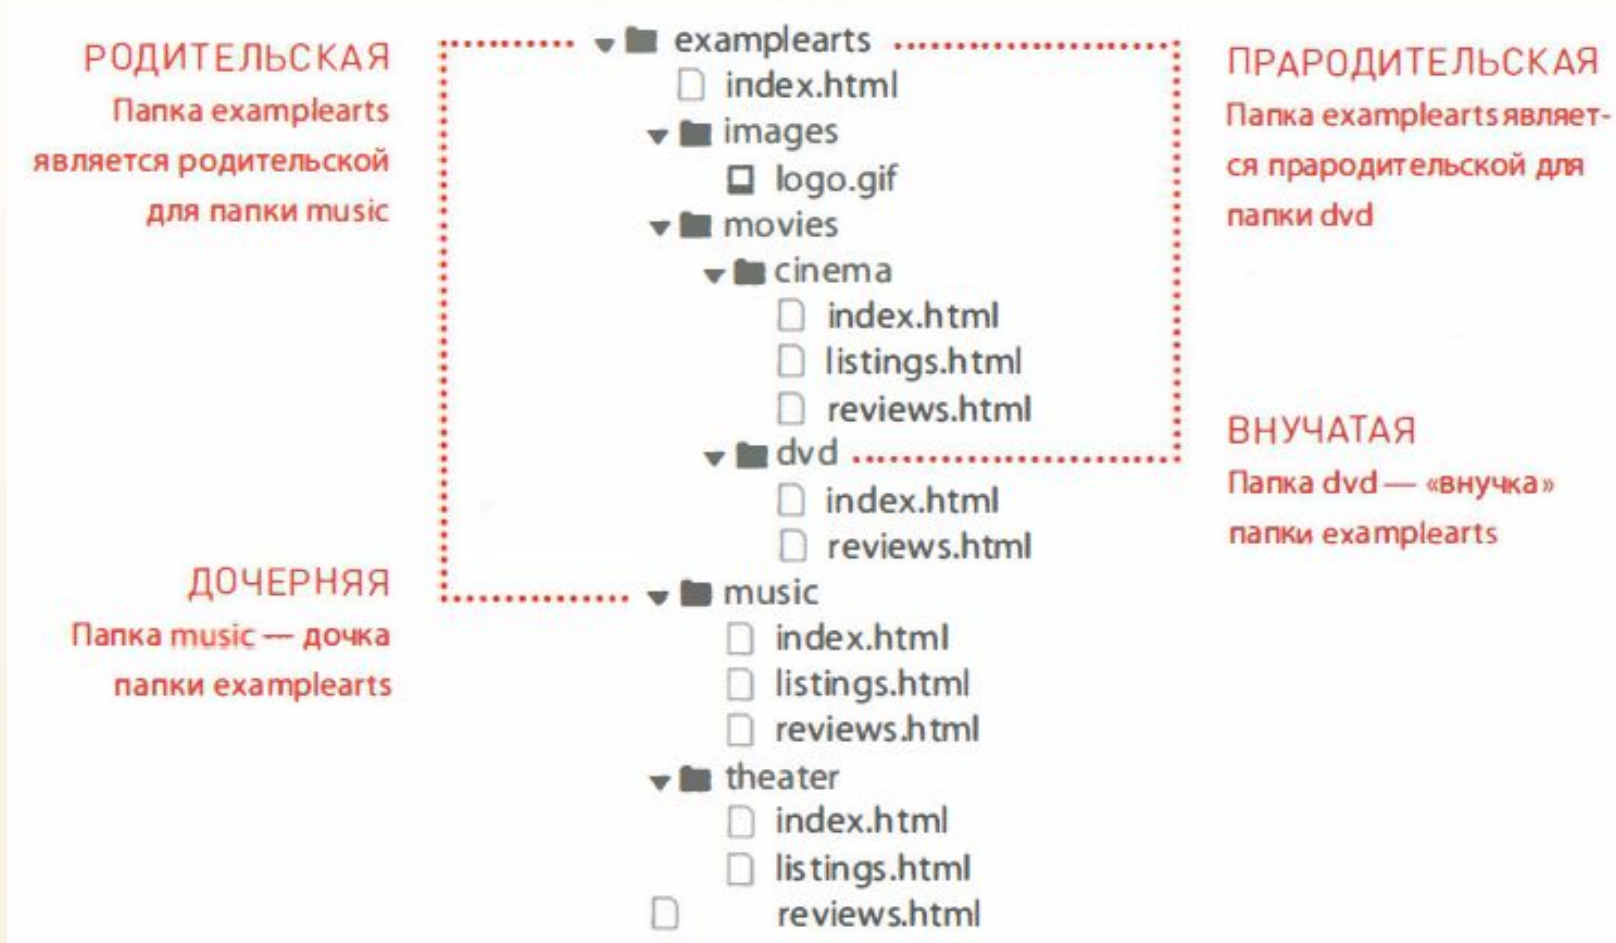 РОДИТЕЛЬСКАЯ
Папка examplearts
является родительской
для папки music
ДОЧЕРНЯЯ
Папка music — дочка
папки examplearts
examplearts
index.html
images
logo.gif
movies
cinema
index.html
listings.html
reviews.html
dvd
index.html
reviews.html
music
index.html
listings.html
reviews.html
theater
index.html
listings.html
reviews.html
ПРАРОДИТЕЛЬСКАЯ
Папка examplearts являет-
ся прародительской для
папки dvd
ВНУЧАТАЯ
Папка dvd — «внучка»
папки examplearts